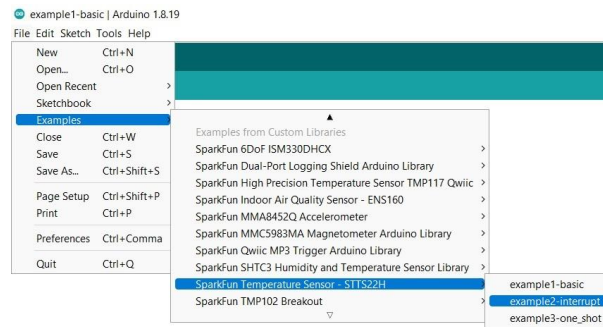 example1-basic | Arduino 1.8.19
File Edit Sketch Tools Help
New Ctrl+N
Open... Ctrl+O
Open Recent >
Sketchbook >
Examples
Close Ctrl+W
Save Ctrl+S
Save As... Ctrl+Shift+S
Page Setup Ctrl+Shift+P
Print Ctrl+P
Preferences Ctrl+Comma
Quit Ctrl+Q
Examples from Custom Libraries
SparkFun 6DoF ISM330DHCX >
SparkFun Dual-Port Logging Shield Arduino Library >
SparkFun High Precision Temperature Sensor TMP117 Qwiic >
SparkFun Indoor Air Quality Sensor - ENS160 >
SparkFun MMA8452Q Accelerometer >
SparkFun MMC5983MA Magnetometer Arduino Library >
SparkFun Qwiic MP3 Trigger Arduino Library >
SparkFun SHTC3 Humidity and Temperature Sensor Library >
SparkFun Temperature Sensor - STTS22H >
SparkFun TMP102 Breakout >
example1-basic
example2-interrupt
example3-one_shot